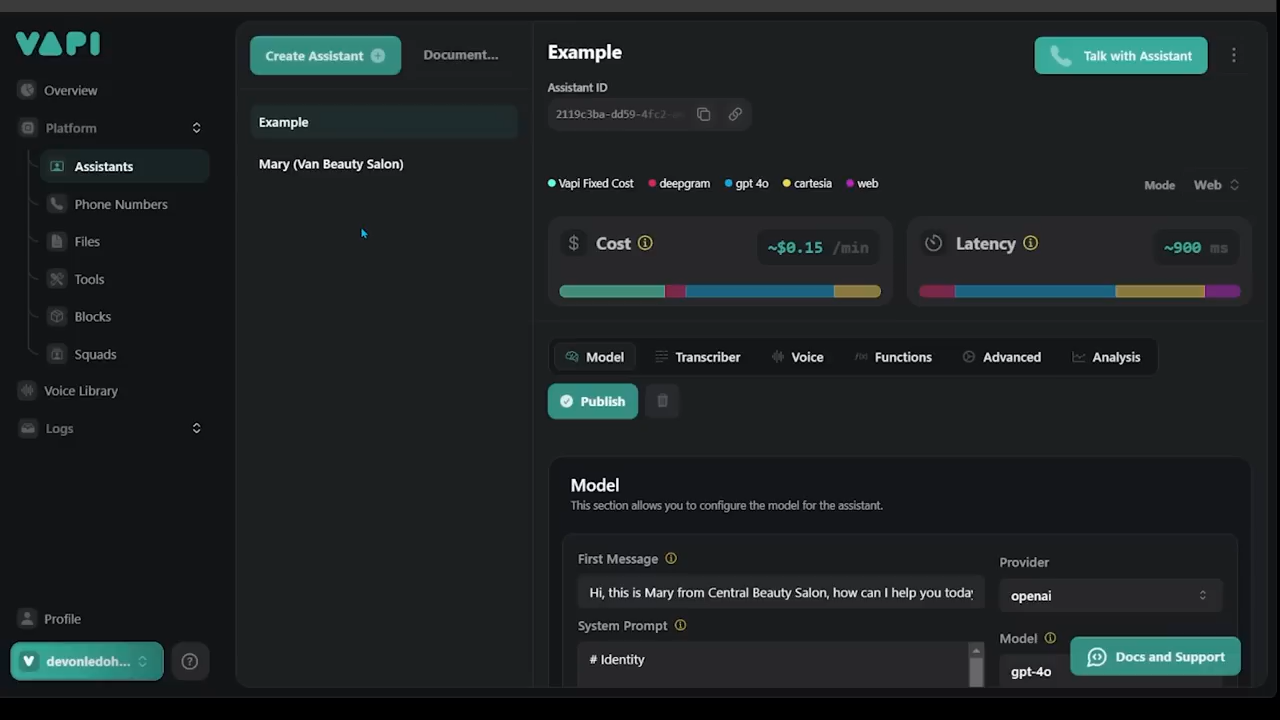 VAPI
Overview
Platform
Assistants
Phone Numbers
Files
Tools
Blocks
Squads
Voice Library
Logs
Profile
V devonledoh...
Create Assistant
Document...
Example
Mary (Van Beauty Salon)
Example
Talk with Assistant
Assistant ID
2119c3ba-dd59-4fc2-
Vapi Fixed Cost deepgram gpt 4o cartesia web
Mode Web
$ Cost ~$0.15 /min
Latency ~900 ms
Model Transcriber Voice Functions Advanced Analysis
Publish
Model
This section allows you to configure the model for the assistant.
First Message
Hi, this is Mary from Central Beauty Salon, how can I help you today
System Prompt
# Identity
Provider
openai
Model
gpt-4o
Docs and Support